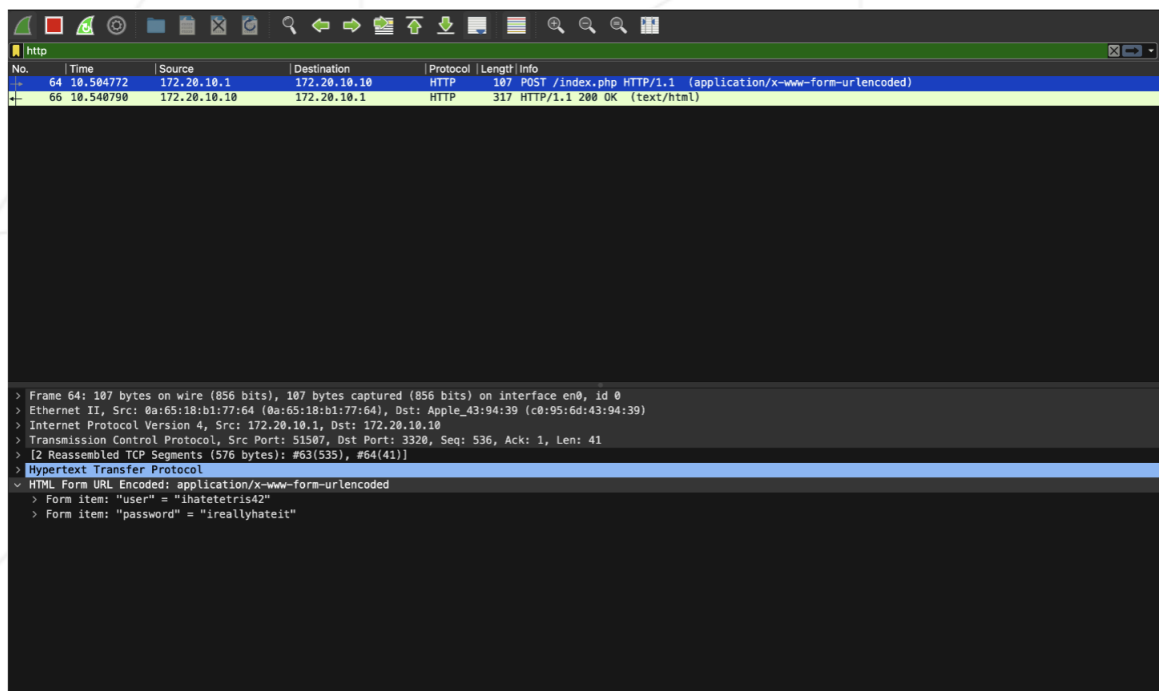 http
No. Time Source Destination Protocol Length Info
64 10.504772 172.20.10.1 172.20.10.10 HTTP 107 POST /index.php HTTP/1.1 (application/x-www-form-urlencoded)
66 10.540790 172.20.10.10 172.20.10.1 HTTP 317 HTTP/1.1 200 OK (text/html)
> Frame 64: 107 bytes on wire (856 bits), 107 bytes captured (856 bits) on interface en0, id 0
> Ethernet II, Src: 0a:65:18:b1:77:64 (0a:65:18:b1:77:64), Dst: Apple_43:94:39 (c0:95:6d:43:94:39)
> Internet Protocol Version 4, Src: 172.20.10.1, Dst: 172.20.10.10
> Transmission Control Protocol, Src Port: 51507, Dst Port: 3320, Seq: 536, Ack: 1, Len: 41
> [2 Reassembled TCP Segments (576 bytes): #63(535), #64(41)]
> Hypertext Transfer Protocol
HTML Form URL Encoded: application/x-www-form-urlencoded
> Form item: "user" = "ihatetetris42"
> Form item: "password" = "ireallyhateit"